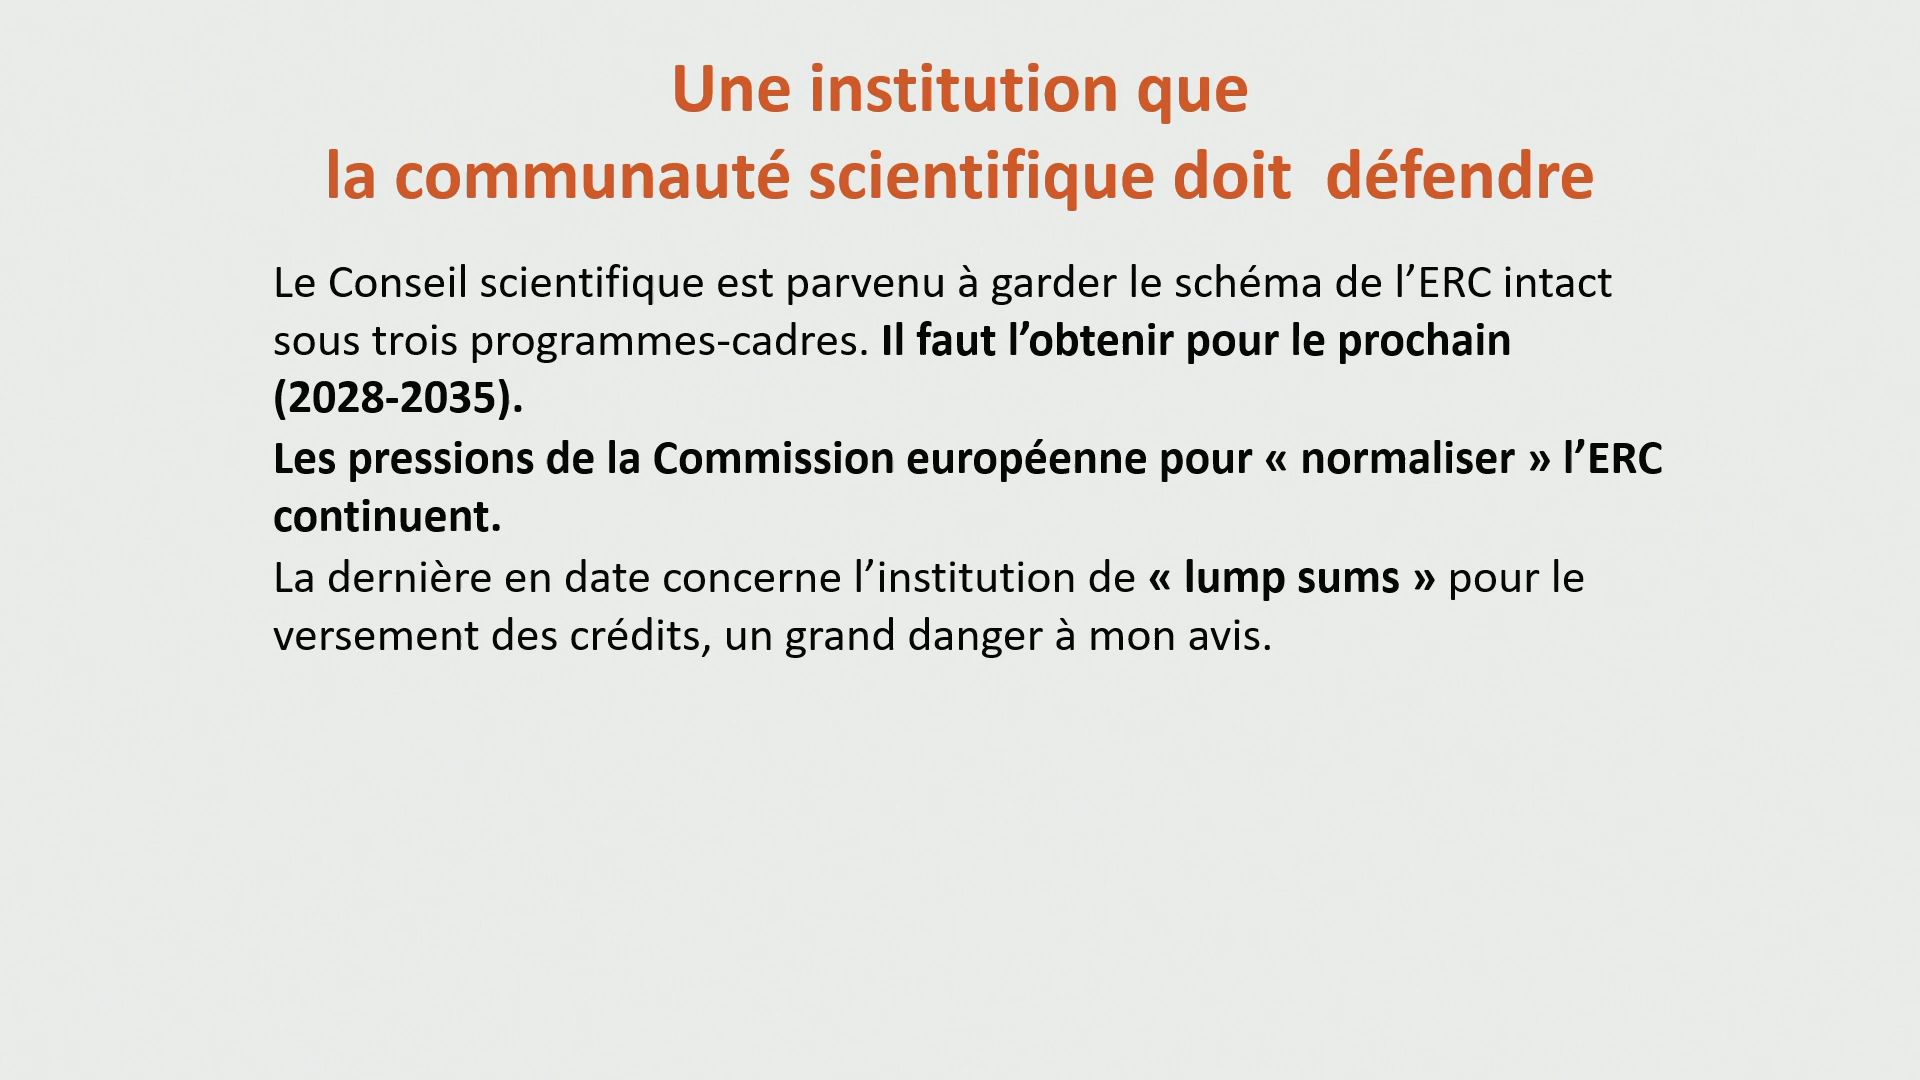 Une institution que
la communauté scientifique doit  défendre
Le Conseil scientifique est parvenu à garder le schéma de l’ERC intact
sous trois programmes-cadres. Il faut l’obtenir pour le prochain
(2028-2035).
Les pressions de la Commission européenne pour « normaliser » l’ERC
continuent.
La dernière en date concerne l’institution de « lump sums » pour le
versement des crédits, un grand danger à mon avis.